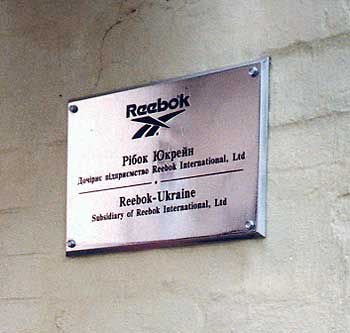 Reebok
Рібок Юкрейн
Дочірнє підприємство Reebok International, Ltd
Reebok-Ukraine
Subsidiary of Reebok International, Ltd